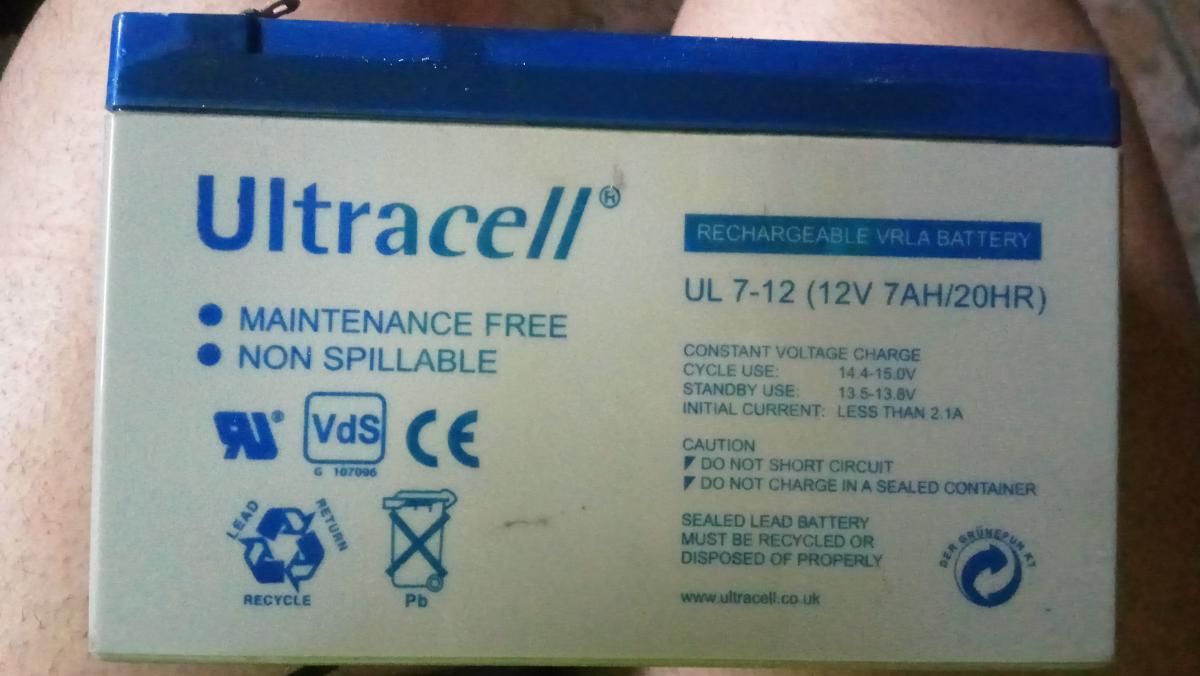 Ultracell®
● MAINTENANCE FREE
● NON SPILLABLE
VdS
G 107096
CE
LEAD
RETURN
RECYCLE
Pb
RECHARGEABLE VRLA BATTERY
UL 7-12 (12V 7AH/20HR)
CONSTANT VOLTAGE CHARGE
CYCLE USE: 14.4-15.0V
STANDBY USE: 13.5-13.8V
INITIAL CURRENT: LESS THAN 2.1A
CAUTION
DO NOT SHORT CIRCUIT
DO NOT CHARGE IN A SEALED CONTAINER
SEALED LEAD BATTERY
MUST BE RECYCLED OR
DISPOSED OF PROPERLY
DER GRÜNEPUN KT
www.ultracell.co.uk